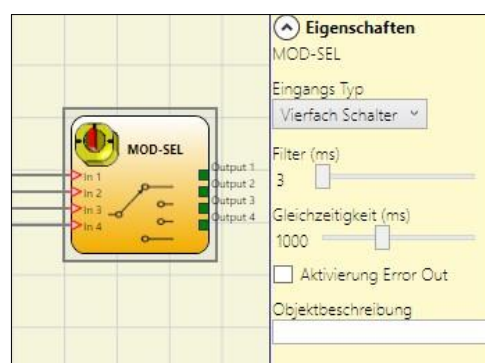 MOD-SEL
In 1
In 2
In 3
In 4
Output 1
Output 2
Output 3
Output 4
Eigenschaften
MOD-SEL
Eingangs Typ
Vierfach Schalter
Filter (ms)
3
Gleichzeitigkeit (ms)
1000
Aktivierung Error Out
Objektbeschreibung